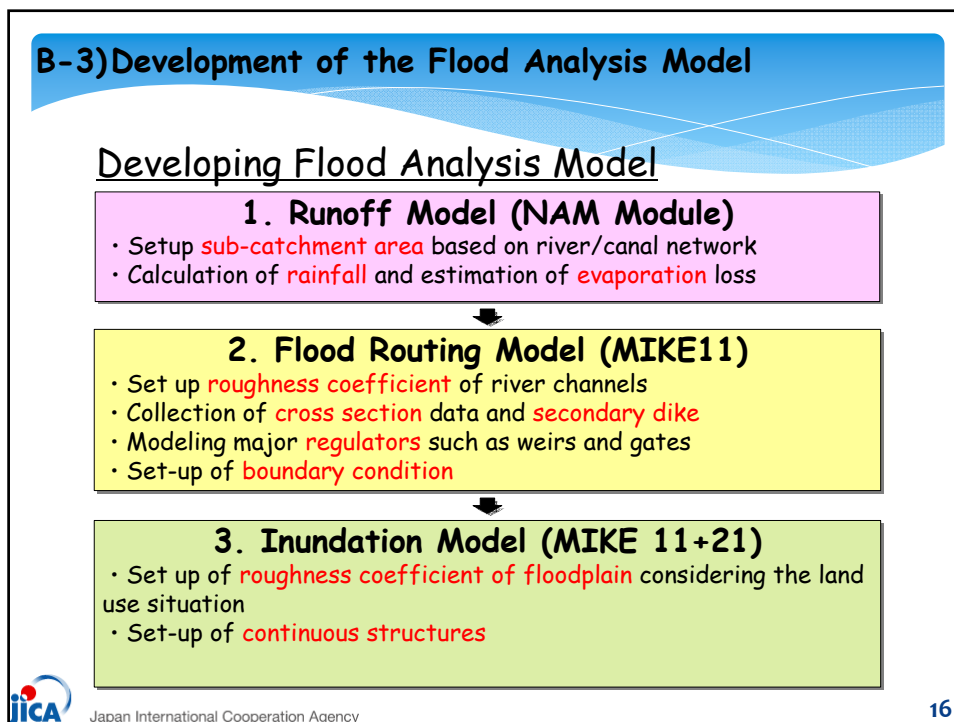 B-3)Development of the Flood Analysis Model
Developing Flood Analysis Model
1. Runoff Model (NAM Module)
・Setup sub-catchment area based on river/canal network
・Calculation of rainfall and estimation of evaporation loss
2. Flood Routing Model (MIKE11)
・Set up roughness coefficient of river channels
・Collection of cross section data and secondary dike
・Modeling major regulators such as weirs and gates
・Set-up of boundary condition
3. Inundation Model (MIKE 11+21)
・Set up of roughness coefficient of floodplain considering the land
use situation
・Set-up of continuous structures
jICA Japan International Cooperation Agency
16